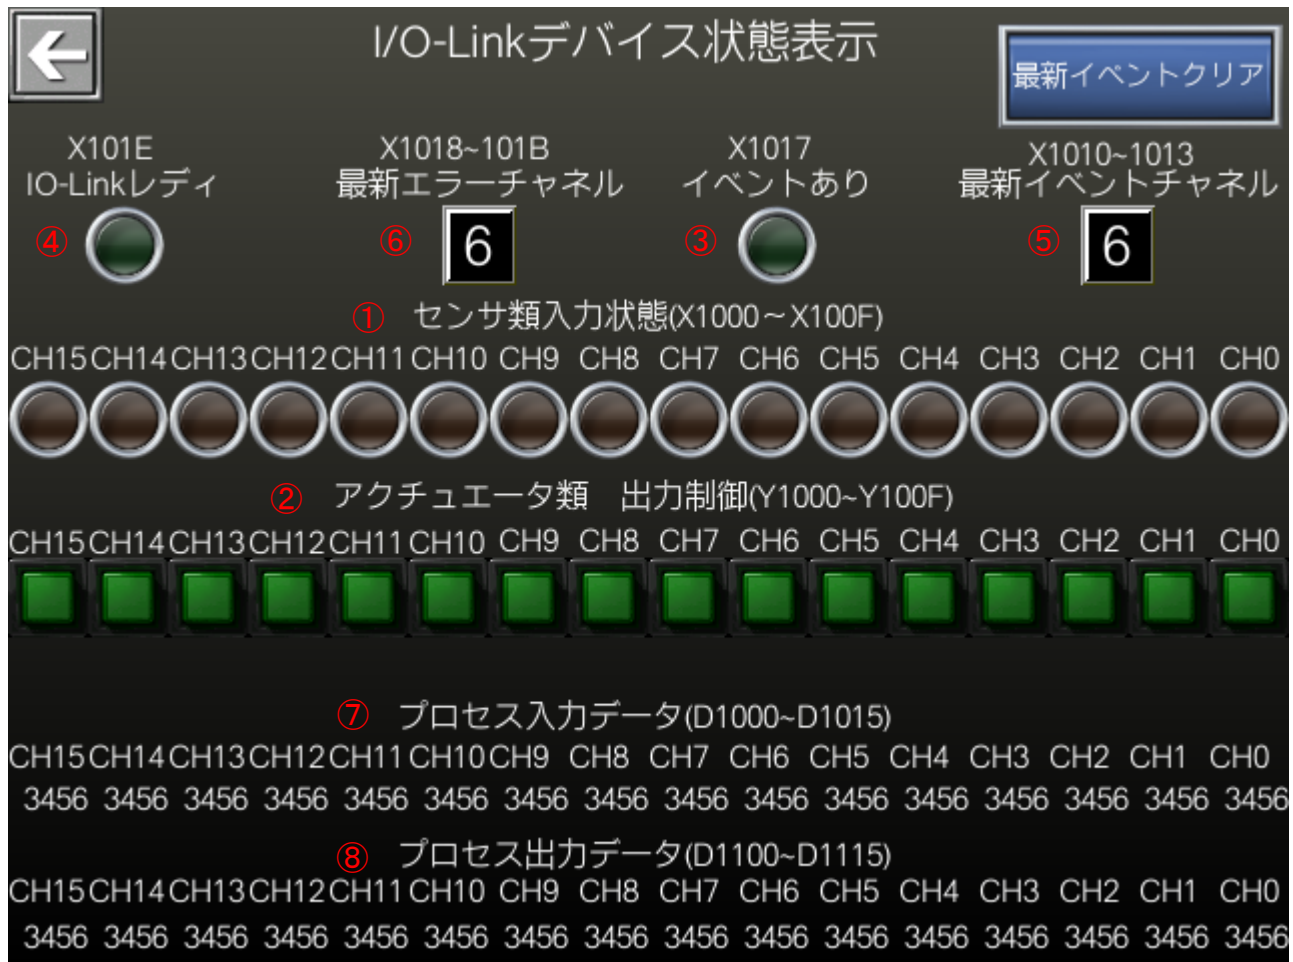 I/O-Linkデバイス状態表示
最新イベントクリア
X101E
IO-Linkレディ
X1018~101B
最新エラーチャネル
X1017
イベントあり
X1010~1013
最新イベントチャネル
④
⑥ 6
③
⑤ 6
① センサ類入力状態(X1000～X100F)
CH15 CH14 CH13 CH12 CH11 CH10 CH9 CH8 CH7 CH6 CH5 CH4 CH3 CH2 CH1 CH0
② アクチュエータ類　出力制御(Y1000~Y100F)
CH15 CH14 CH13 CH12 CH11 CH10 CH9 CH8 CH7 CH6 CH5 CH4 CH3 CH2 CH1 CH0
⑦ プロセス入力データ(D1000~D1015)
CH15 CH14 CH13 CH12 CH11 CH10 CH9 CH8 CH7 CH6 CH5 CH4 CH3 CH2 CH1 CH0
3456 3456 3456 3456 3456 3456 3456 3456 3456 3456 3456 3456 3456 3456 3456 3456
⑧ プロセス出力データ(D1100~D1115)
CH15 CH14 CH13 CH12 CH11 CH10 CH9 CH8 CH7 CH6 CH5 CH4 CH3 CH2 CH1 CH0
3456 3456 3456 3456 3456 3456 3456 3456 3456 3456 3456 3456 3456 3456 3456 3456